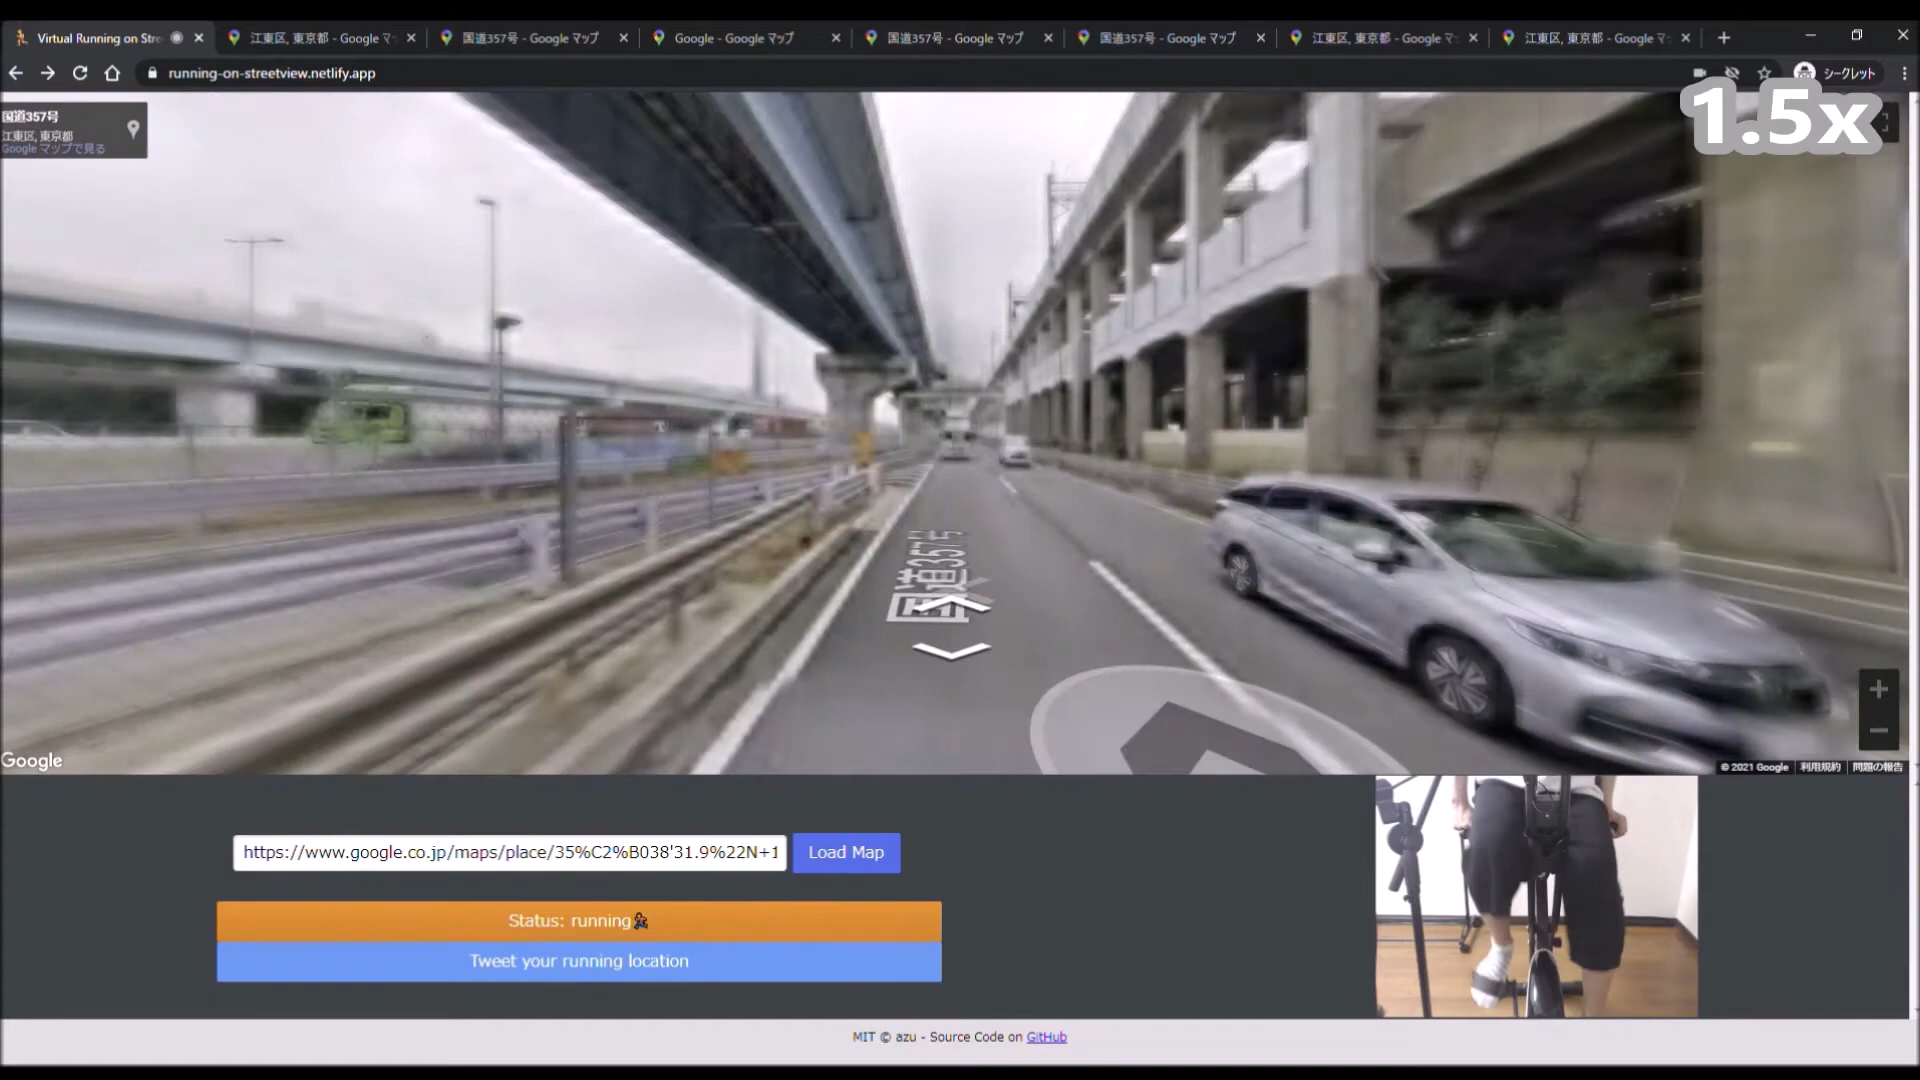 Virtual Running on Stre
江東区, 東京都 - Google マ
国道357号 - Google マップ
Google - Google マップ
国道357号 - Google マップ
国道357号 - Google マップ
江東区, 東京都 - Google マ
江東区, 東京都 - Google マ
running-on-streetview.netlify.app
シークレット
1.5x
国道357号
江東区, 東京都
Google マップで見る
国道357号
Google
© 2021 Google
利用規約
問題の報告
https://www.google.co.jp/maps/place/35%C2%B038'31.9%22N+1
Load Map
Status: running
Tweet your running location
MIT © azu - Source Code on GitHub